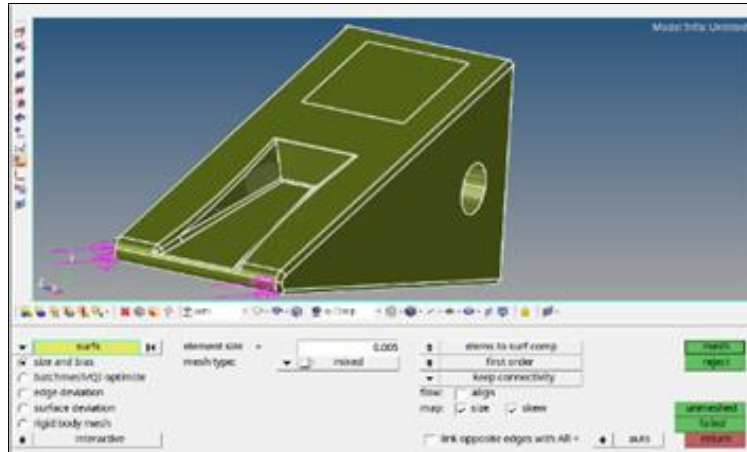 Model Info: Untitled
surfs
element size =
0.005
elems to surf comp
mesh
size and bias
mesh type:
mixed
first order
reject
batchmesh/QI optimize
keep connectivity
edge deviation
flow:
align
surface deviation
map:
size
skew
unmeshed
rigid body mesh
failed
interactive
link opposite edges with AR <
auto
return